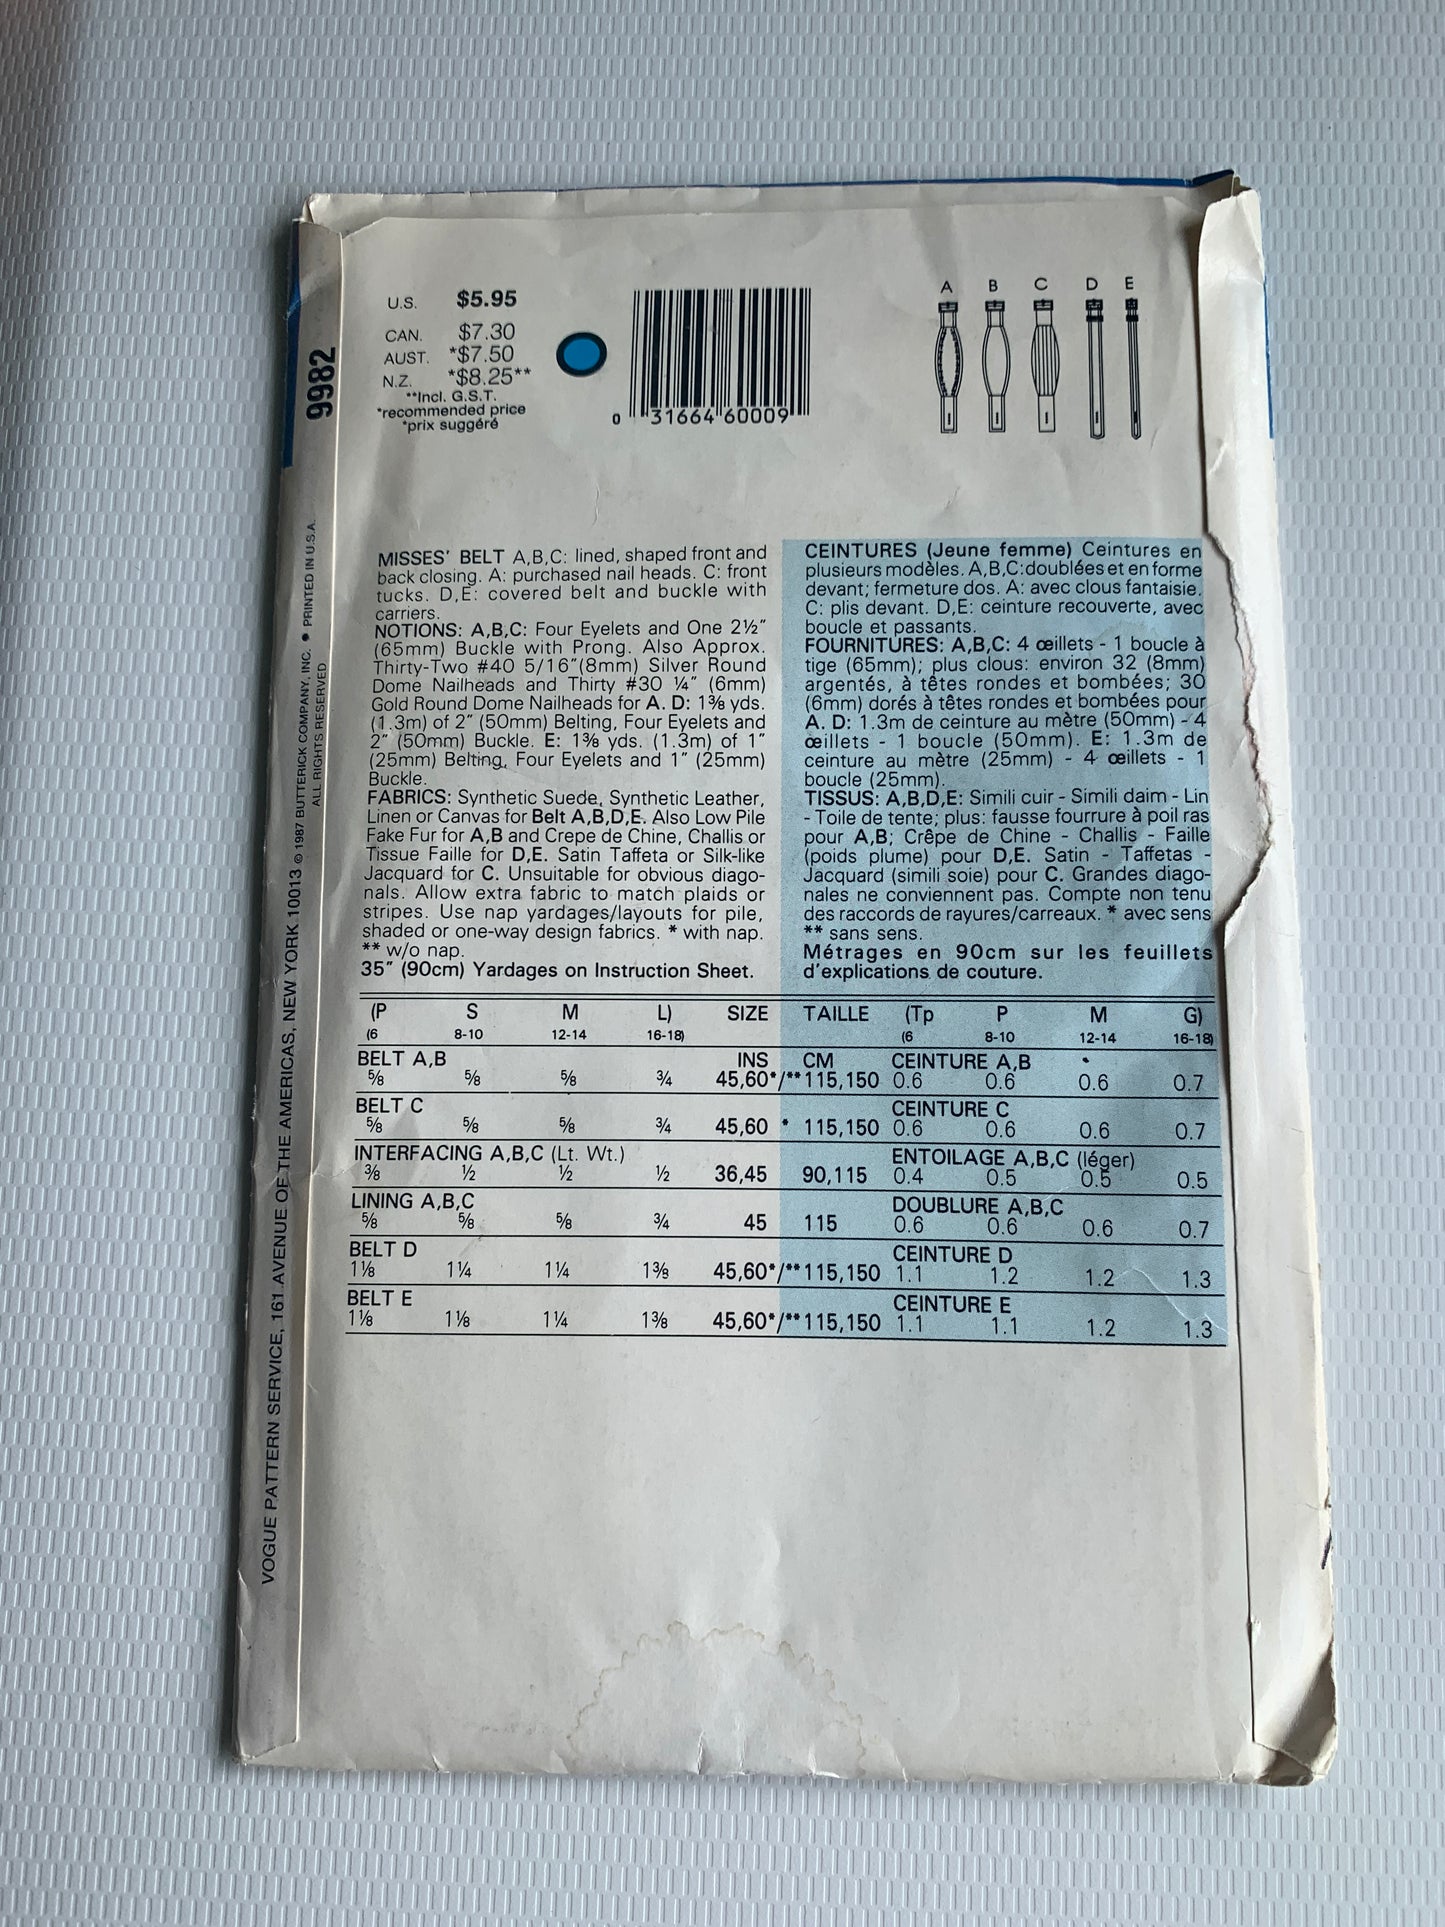 9982
© 1987 BUTTERICK COMPANY, INC. ● PRINTED IN U.S.A.
ALL RIGHTS RESERVED
VOGUE PATTERN SERVICE, 161 AVENUE OF THE AMERICAS, NEW YORK 10013
U.S. $5.95
CAN. $7.30
AUST. *$7.50
N.Z. *$8.25**
**Incl. G.S.T.
*recommended price
*prix suggéré
0 31664 60009
A B C D E
MISSES' BELT A,B,C: lined, shaped front and
back closing. A: purchased nail heads. C: front
tucks. D,E: covered belt and buckle with
carriers.
NOTIONS: A,B,C: Four Eyelets and One 2½"
(65mm) Buckle with Prong. Also Approx.
Thirty-Two #40 5/16"(8mm) Silver Round
Dome Nailheads and Thirty #30 ¼" (6mm)
Gold Round Dome Nailheads for A. D: 1⅜ yds.
(1.3m) of 2" (50mm) Belting, Four Eyelets and
2" (50mm) Buckle. E: 1⅜ yds. (1.3m) of 1"
(25mm) Belting, Four Eyelets and 1" (25mm)
Buckle.
FABRICS: Synthetic Suede, Synthetic Leather,
Linen or Canvas for Belt A,B,D,E. Also Low Pile
Fake Fur for A,B and Crepe de Chine, Challis or
Tissue Faille for D,E. Satin Taffeta or Silk-like
Jacquard for C. Unsuitable for obvious diago-
nals. Allow extra fabric to match plaids or
stripes. Use nap yardages/layouts for pile,
shaded or one-way design fabrics. * with nap.
** w/o nap.
35" (90cm) Yardages on Instruction Sheet.
CEINTURES (Jeune femme) Ceintures en
plusieurs modèles. A,B,C:doublées et en forme
devant; fermeture dos. A: avec clous fantaisie.
C: plis devant. D,E: ceinture recouverte, avec
boucle et passants.
FOURNITURES: A,B,C: 4 œillets - 1 boucle à
tige (65mm); plus clous: environ 32 (8mm)
argentés, à têtes rondes et bombées; 30
(6mm) dorés à têtes rondes et bombées pour
A. D: 1.3m de ceinture au mètre (50mm) - 4
œillets - 1 boucle (50mm). E: 1.3m de
ceinture au mètre (25mm) - 4 œillets - 1
boucle (25mm).
TISSUS: A,B,D,E: Simili cuir - Simili daim - Lin
- Toile de tente; plus: fausse fourrure à poil ras
pour A,B; Crêpe de Chine - Challis - Faille
(poids plume) pour D,E. Satin - Taffetas -
Jacquard (simili soie) pour C. Grandes diago-
nales ne conviennent pas. Compte non tenu
des raccords de rayures/carreaux. * avec sens
** sans sens.
Métrages en 90cm sur les feuillets
d'explications de couture.
(P S M L) SIZE TAILLE (Tp P M G)
(6 8-10 12-14 16-18) (6 8-10 12-14 16-18)
BELT A,B INS CM CEINTURE A,B
⅝ ⅝ ⅝ ¾ 45,60*/**115,150 0.6 0.6 0.6 0.7
BELT C CEINTURE C
⅝ ⅝ ⅝ ¾ 45,60 * 115,150 0.6 0.6 0.6 0.7
INTERFACING A,B,C (Lt. Wt.) ENTOILAGE A,B,C (léger)
⅜ ½ ½ ½ 36,45 90,115 0.4 0.5 0.5 0.5
LINING A,B,C DOUBLURE A,B,C
⅝ ⅝ ⅝ ¾ 45 115 0.6 0.6 0.6 0.7
BELT D CEINTURE D
1⅛ 1¼ 1¼ 1⅜ 45,60*/**115,150 1.1 1.2 1.2 1.3
BELT E CEINTURE E
1⅛ 1⅛ 1¼ 1⅜ 45,60*/**115,150 1.1 1.1 1.2 1.3